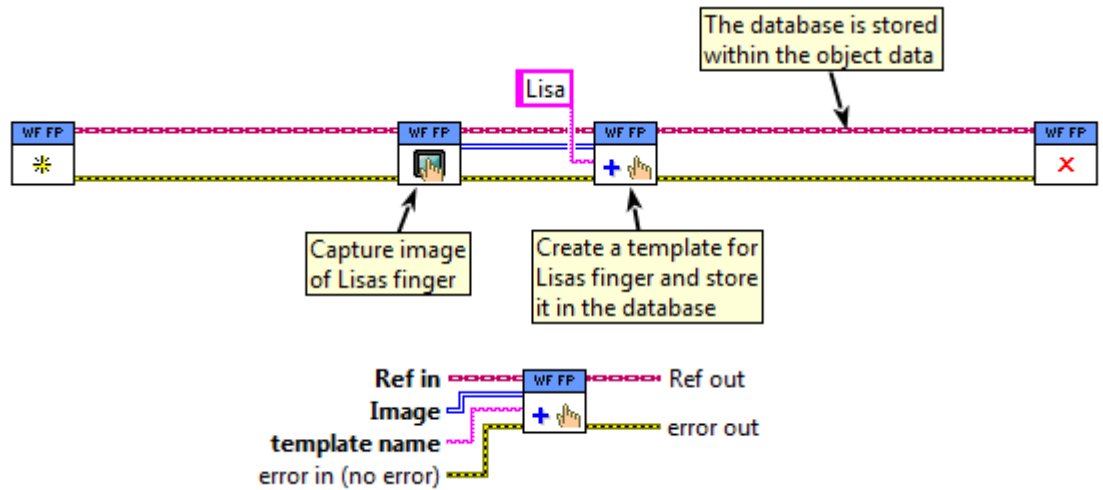 The database is stored
within the object data
Lisa
WF FP
WF FP
WF FP
WF FP
Capture image
of Lisas finger
Create a template for
Lisas finger and store
it in the database
Ref in
WF FP
Ref out
Image
template name
error out
error in (no error)